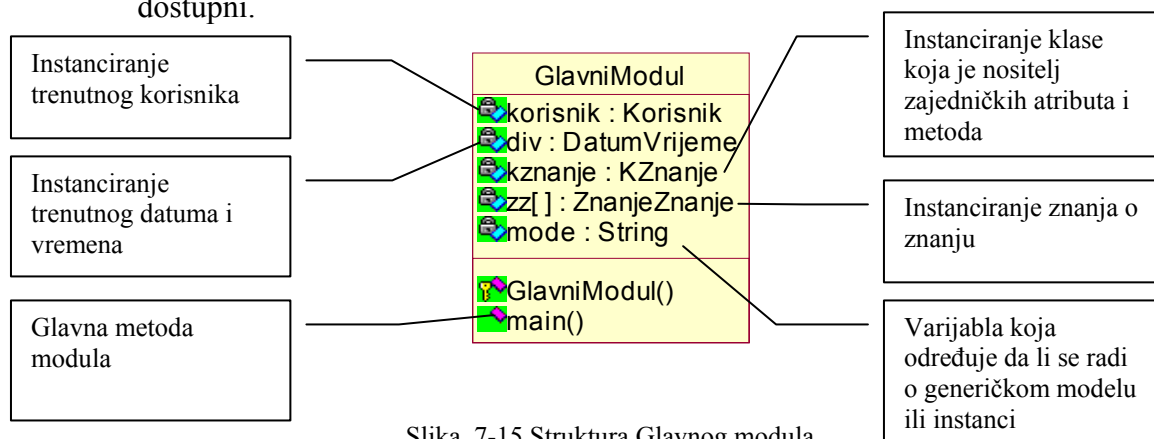 dostupni.
Instanciranje
trenutnog korisnika
Instanciranje
trenutnog datuma i
vremena
Glavna metoda
modula
GlavniModul
korisnik : Korisnik
div : DatumVrijeme
kznanje : KZnanje
zz[ ] : ZnanjeZnanje
mode : String
GlavniModul()
main()
Instanciranje klase
koja je nositelj
zajedničkih atributa i
metoda
Instanciranje znanja o
znanju
Varijabla koja
određuje da li se radi
o generičkom modelu
ili instanci
Slika 7-15 Struktura Glavnog modula